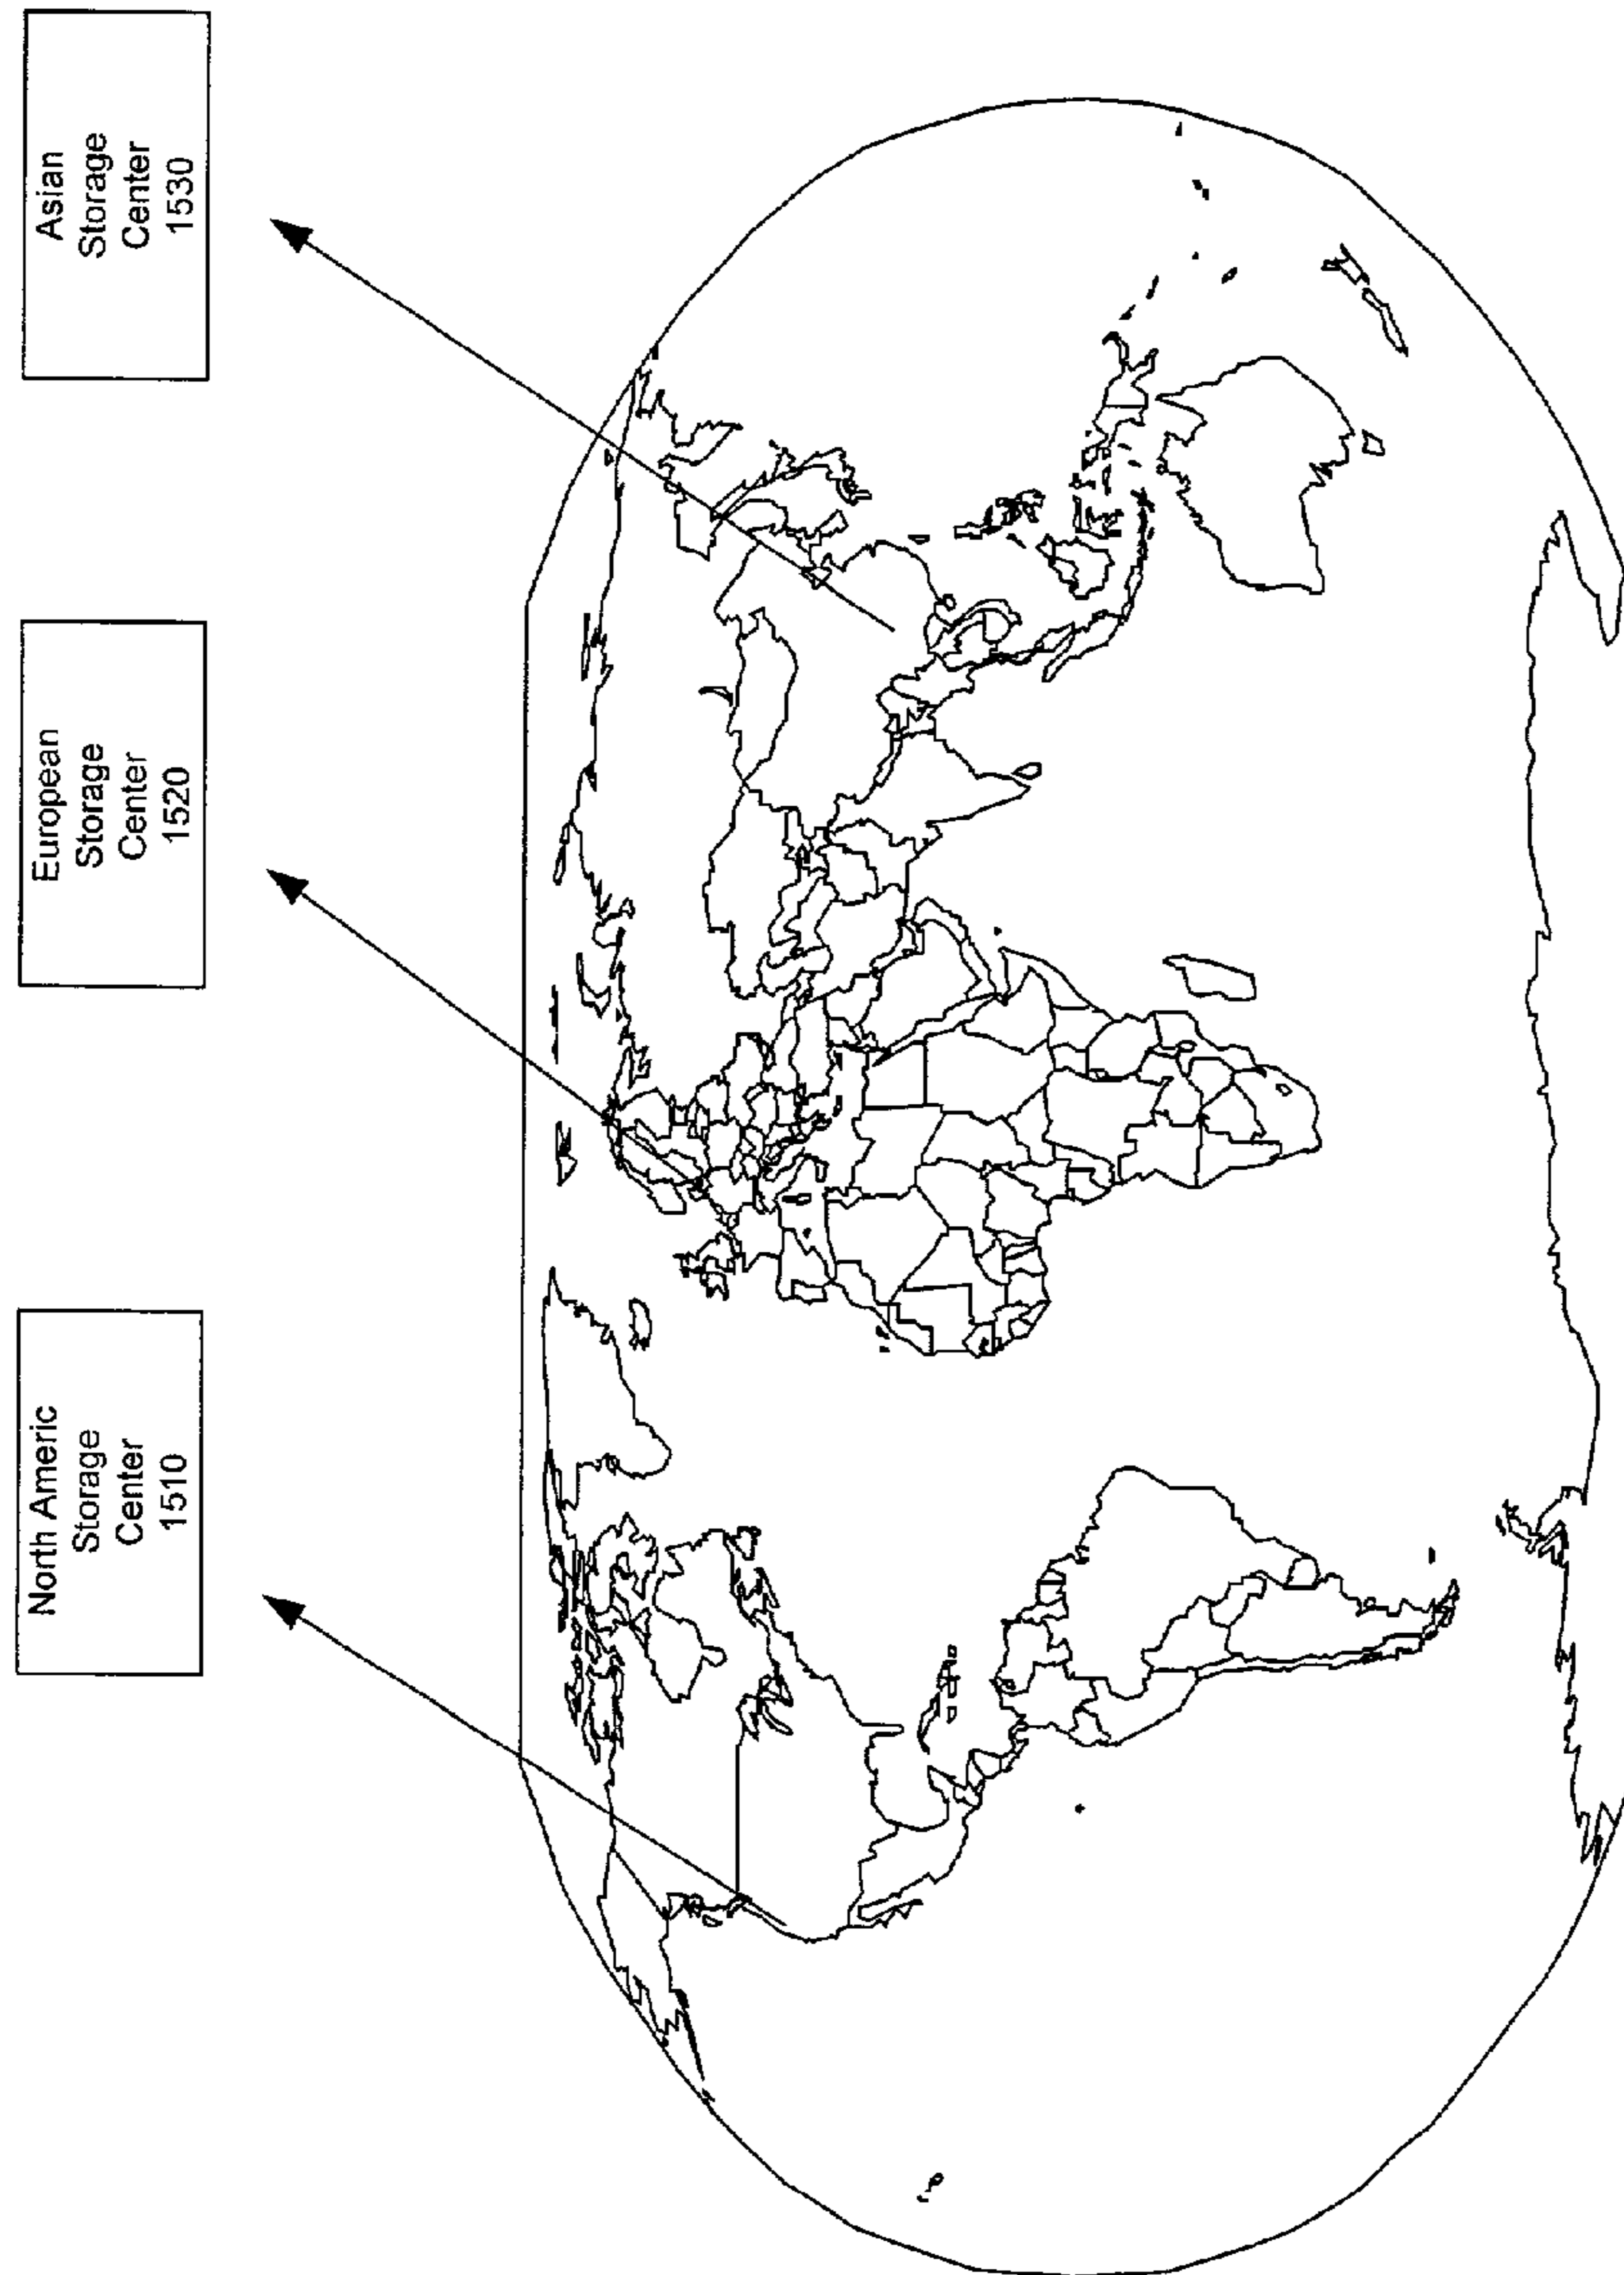 North Americ
Storage
Center
1510
European
Storage
Center
1520
Asian
Storage
Center
1530